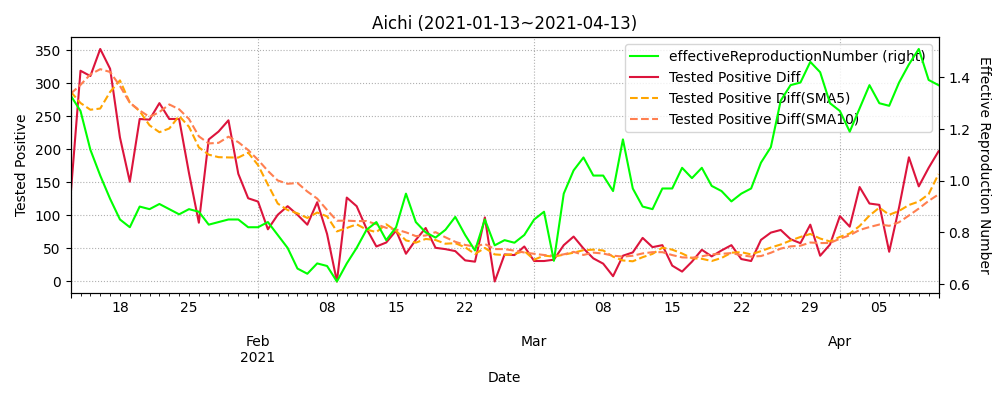 Aichi (2021-01-13~2021-04-13)
350
300
250
200
150
100
50
0
Tested Positive
effectiveReproductionNumber (right)
Tested Positive Diff
Tested Positive Diff(SMA5)
Tested Positive Diff(SMA10)
1.4
1.2
1.0
0.8
0.6
Effective Reproduction Number
18 25 08 15 22 08 15 22 29 05
Feb Mar Apr
2021
Date